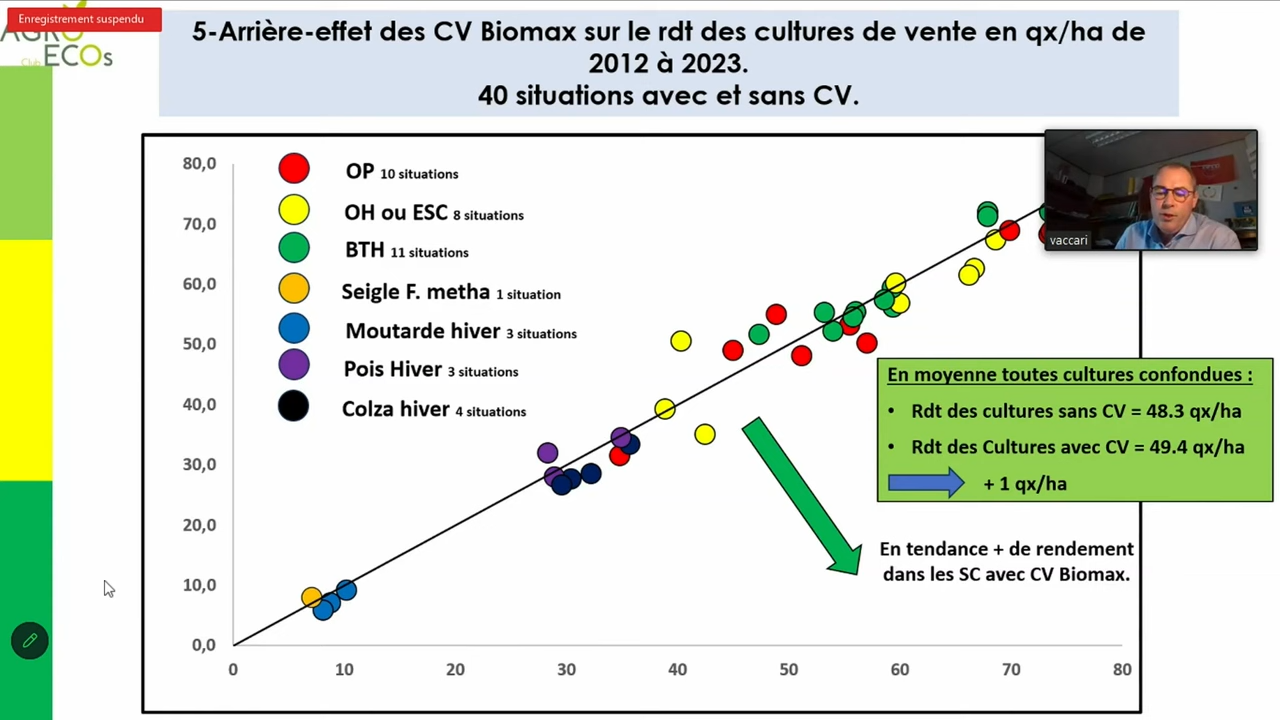 Enregistrement suspendu
AGRO
Club ECOs
5-Arrière-effet des CV Biomax sur le rdt des cultures de vente en qx/ha de
2012 à 2023.
40 situations avec et sans CV.
80,0
70,0
60,0
50,0
40,0
30,0
20,0
10,0
0,0
OP 10 situations
OH ou ESC 8 situations
BTH 11 situations
Seigle F. metha 1 situation
Moutarde hiver 3 situations
Pois Hiver 3 situations
Colza hiver 4 situations
vaccari
En moyenne toutes cultures confondues :
• Rdt des cultures sans CV = 48.3 qx/ha
• Rdt des Cultures avec CV = 49.4 qx/ha
+ 1 qx/ha
En tendance + de rendement
dans les SC avec CV Biomax.
0 10 20 30 40 50 60 70 80